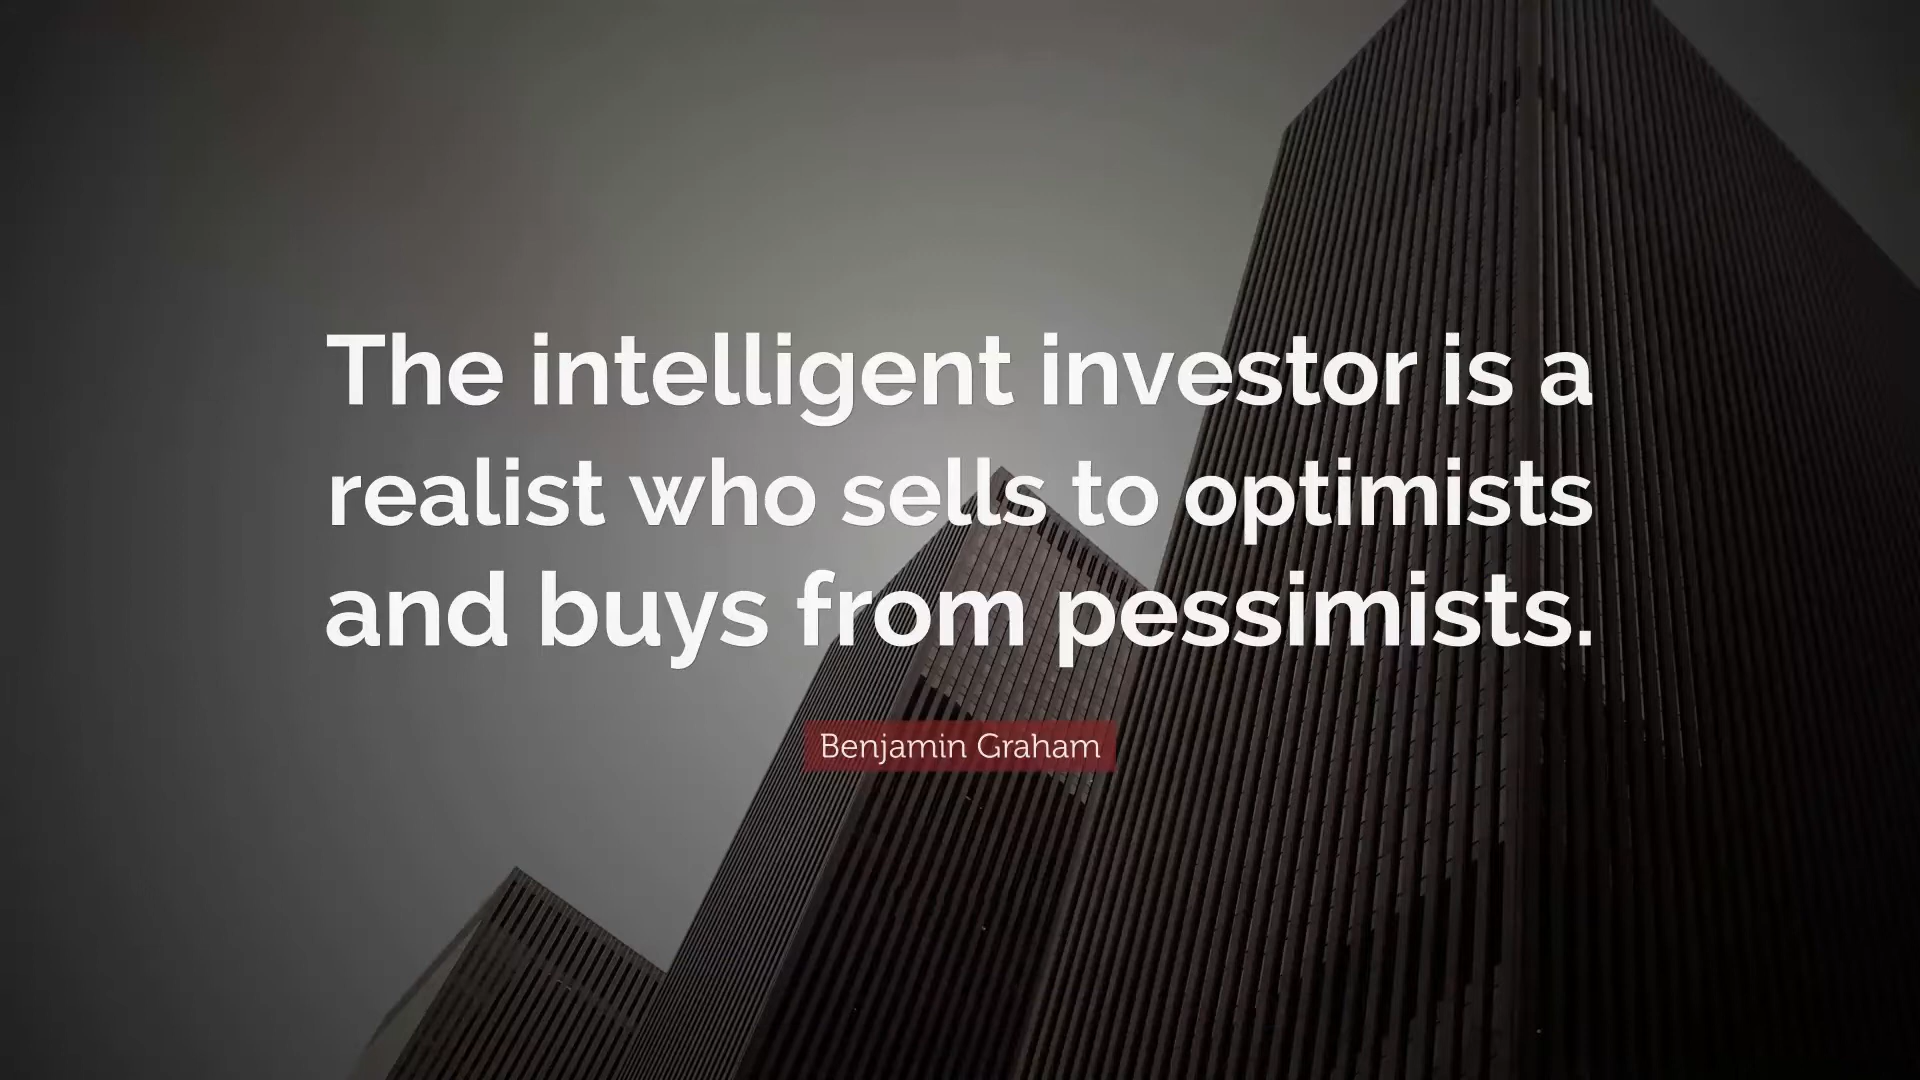 The intelligent investor is a
realist who sells to optimists
and buys from pessimists.
Benjamin Graham